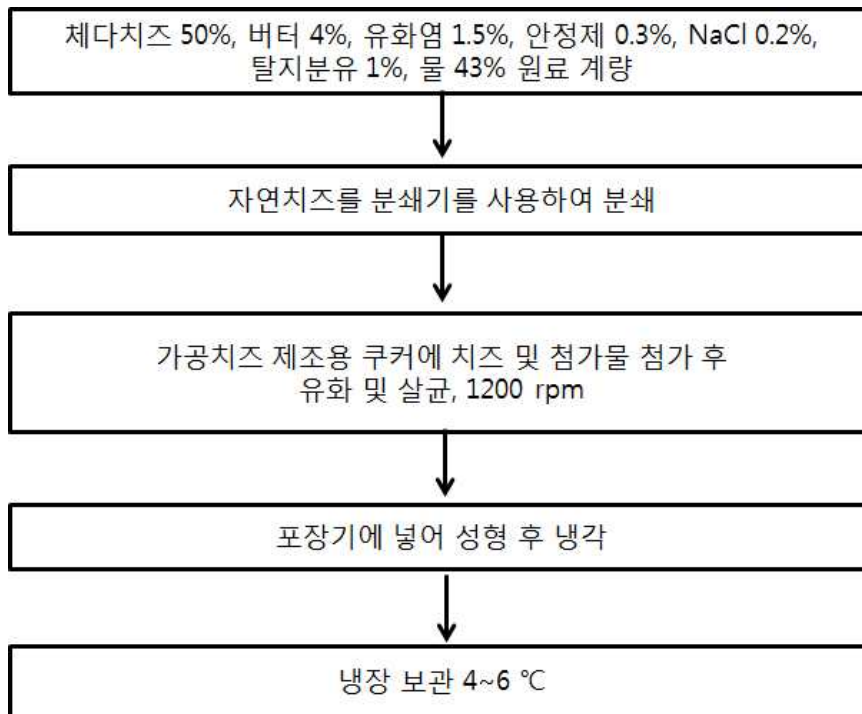 체다치즈 50%, 버터 4%, 유화염 1.5%, 안정제 0.3%, NaCl 0.2%,
탈지분유 1%, 물 43% 원료 계량
자연치즈를 분쇄기를 사용하여 분쇄
가공치즈 제조용 쿠커에 치즈 및 첨가물 첨가 후
유화 및 살균, 1200 rpm
포장기에 넣어 성형 후 냉각
냉장 보관 4~6 ℃